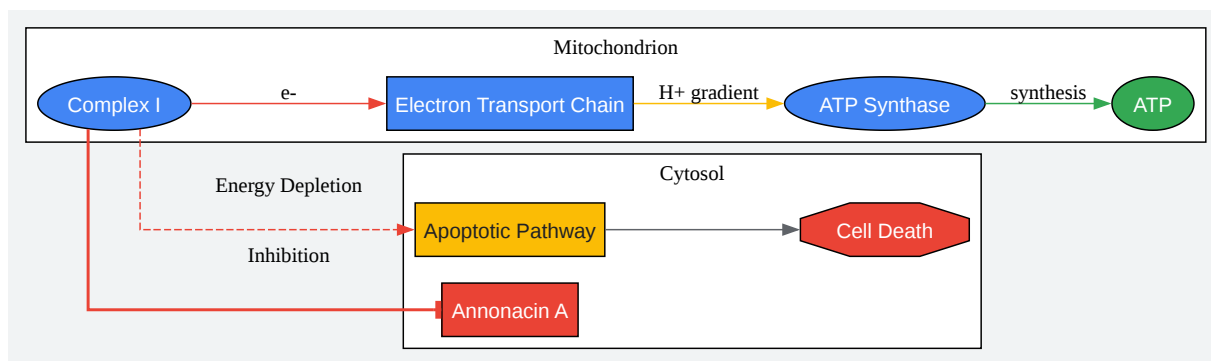 Mitochondrion
Complex I
e-
Electron Transport Chain
H+ gradient
ATP Synthase
synthesis
ATP
Cytosol
Energy Depletion
Apoptotic Pathway
Cell Death
Inhibition
Annonacin A